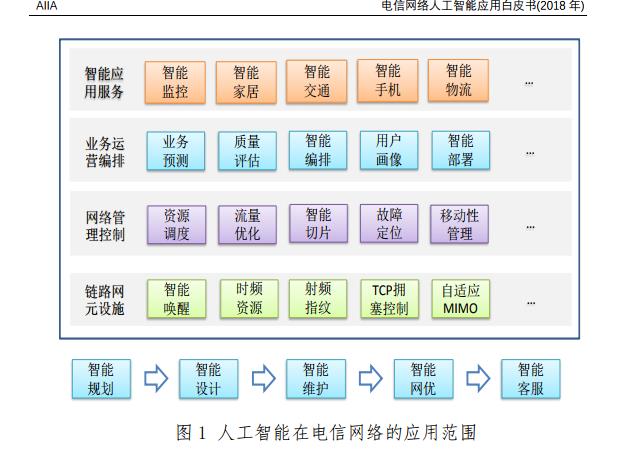 AIIA
电信网络人工智能应用白皮书(2018 年)
智能应
用服务
智能
监控
智能
家居
智能
交通
智能
手机
智能
物流
...
业务运
营编排
业务
预测
质量
评估
智能
编排
用户
画像
智能
部署
...
网络管
理控制
资源
调度
流量
优化
智能
切片
故障
定位
移动性
管理
...
链路网
元设施
智能
唤醒
时频
资源
射频
指纹
TCP拥
塞控制
自适应
MIMO
...
智能
规划
智能
设计
智能
维护
智能
网优
智能
客服
图 1 人工智能在电信网络的应用范围